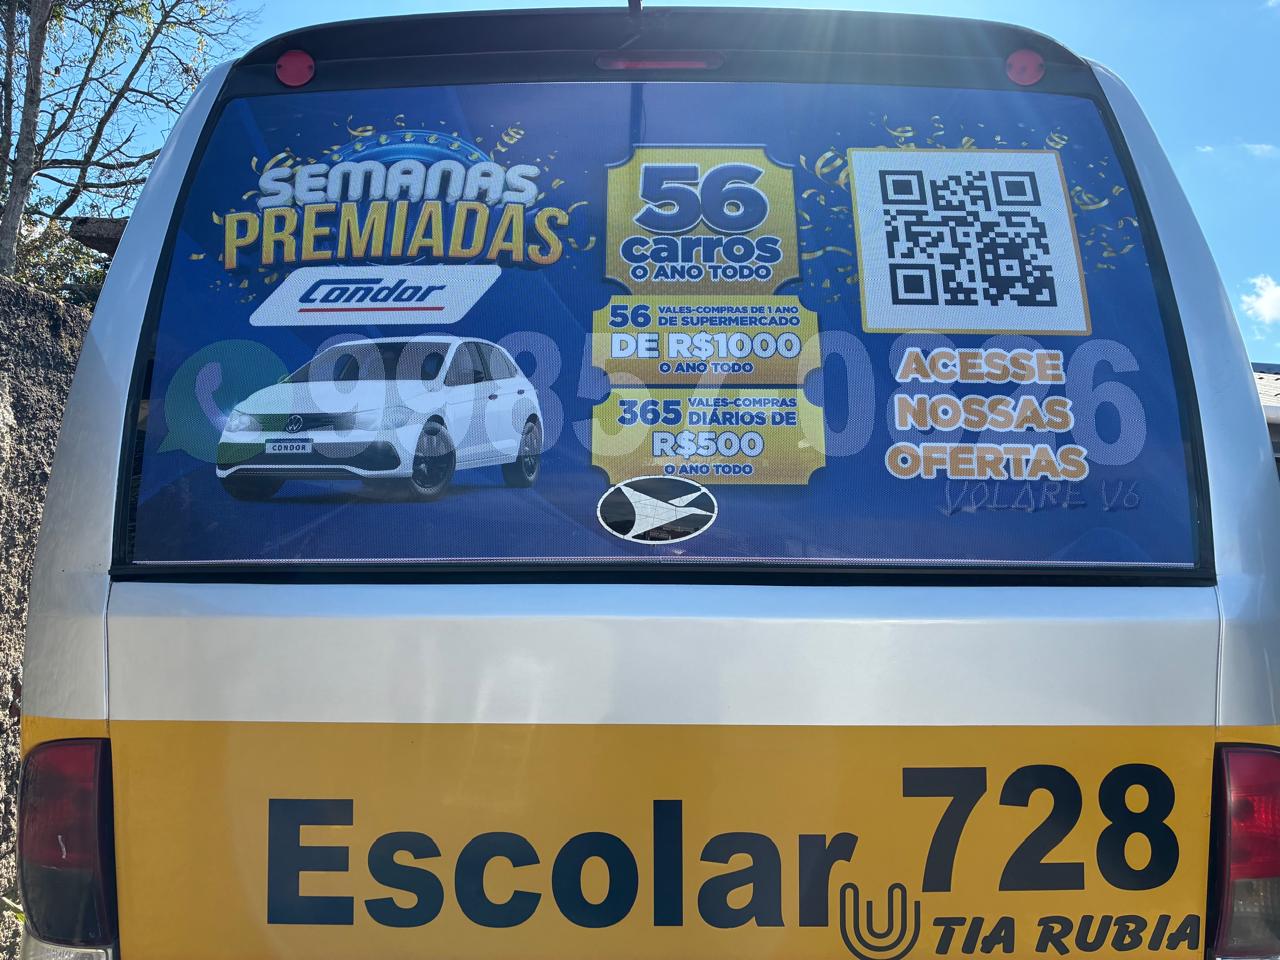 SEMANAS
PREMIADAS
Condor
CONDOR
56
carros
O ANO TODO
56 VALES-COMPRAS DE 1 ANO
DE SUPERMERCADO
DE R$1000
O ANO TODO
365 VALES-COMPRAS
DIÁRIOS DE
R$500
O ANO TODO
ACESSE
NOSSAS
OFERTAS
VOLARE V6
Escolar 728
TIA RUBIA